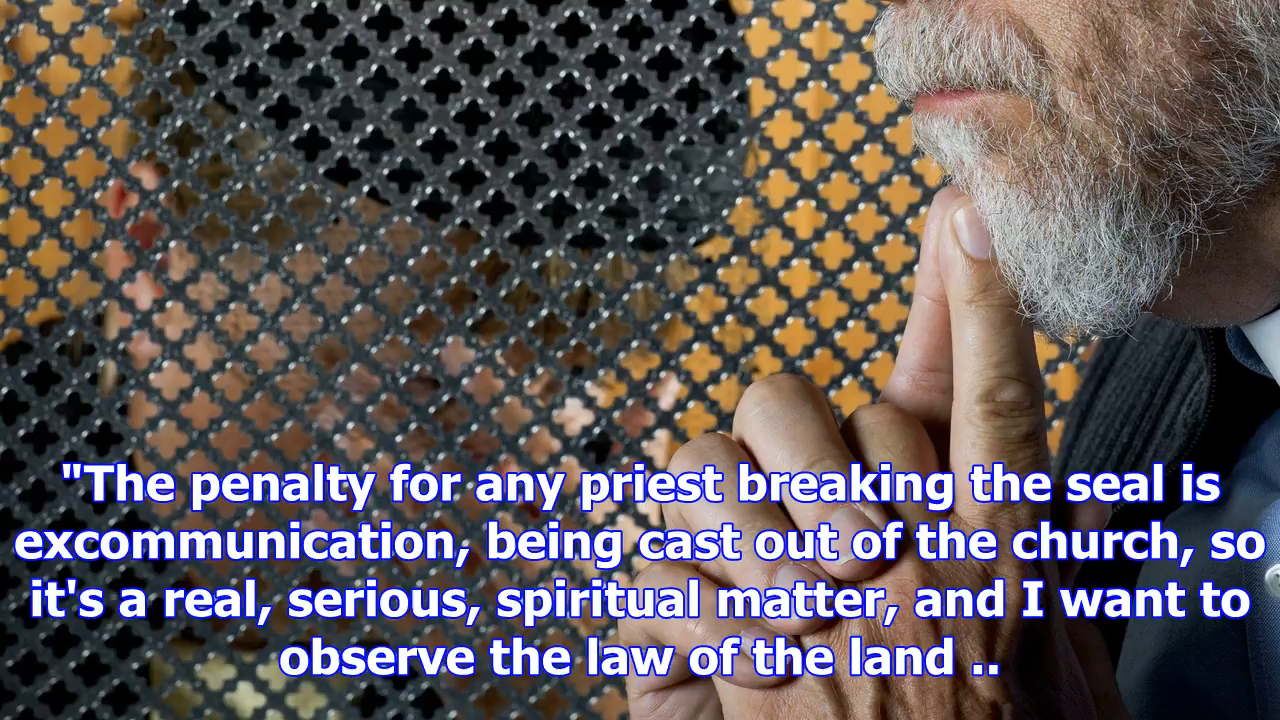 "The penalty for any priest breaking the seal is
excommunication, being cast out of the church, so
it's a real, serious, spiritual matter, and I want to
observe the law of the land ..